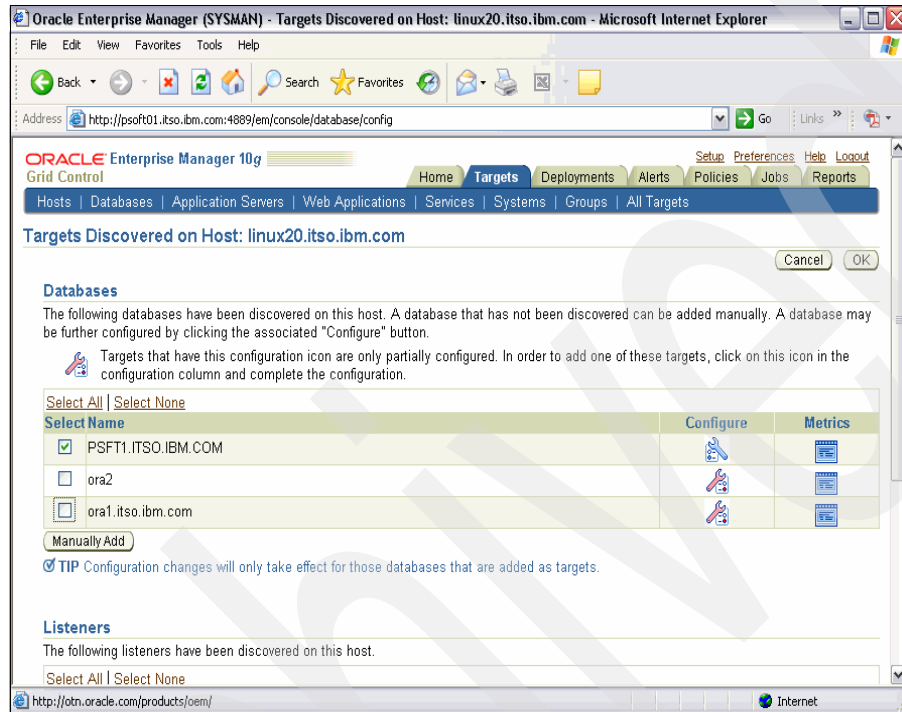 Oracle Enterprise Manager (SYSMAN) - Targets Discovered on Host: linux20.itso.ibm.com - Microsoft Internet Explorer
File Edit View Favorites Tools Help
Back Search Favorites
Address http://psoft01.itso.ibm.com:4889/em/console/database/config Go Links »
ORACLE Enterprise Manager 10g
Grid Control
Setup Preferences Help Logout
Home Targets Deployments Alerts Policies Jobs Reports
Hosts | Databases | Application Servers | Web Applications | Services | Systems | Groups | All Targets
Targets Discovered on Host: linux20.itso.ibm.com
Cancel OK
Databases
The following databases have been discovered on this host. A database that has not been discovered can be added manually. A database may
be further configured by clicking the associated "Configure" button.
Targets that have this configuration icon are only partially configured. In order to add one of these targets, click on this icon in the
configuration column and complete the configuration.
Select All | Select None
Select Name Configure Metrics
PSFT1.ITSO.IBM.COM
ora2
ora1.itso.ibm.com
Manually Add
TIP Configuration changes will only take effect for those databases that are added as targets.
Listeners
The following listeners have been discovered on this host.
Select All | Select None
http://otn.oracle.com/products/oem/ Internet